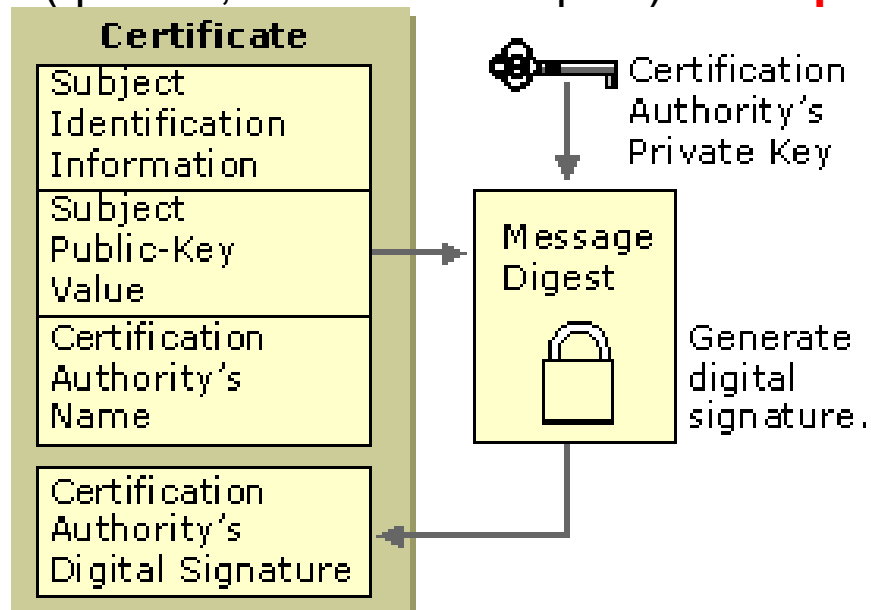 Certificate
Subject
Identification
Information
Subject
Public-Key
Value
Certification
Authority's
Name
Certification
Authority's
Digital Signature
Certification
Authority's
Private Key
Message
Digest
Generate
digital
signature.